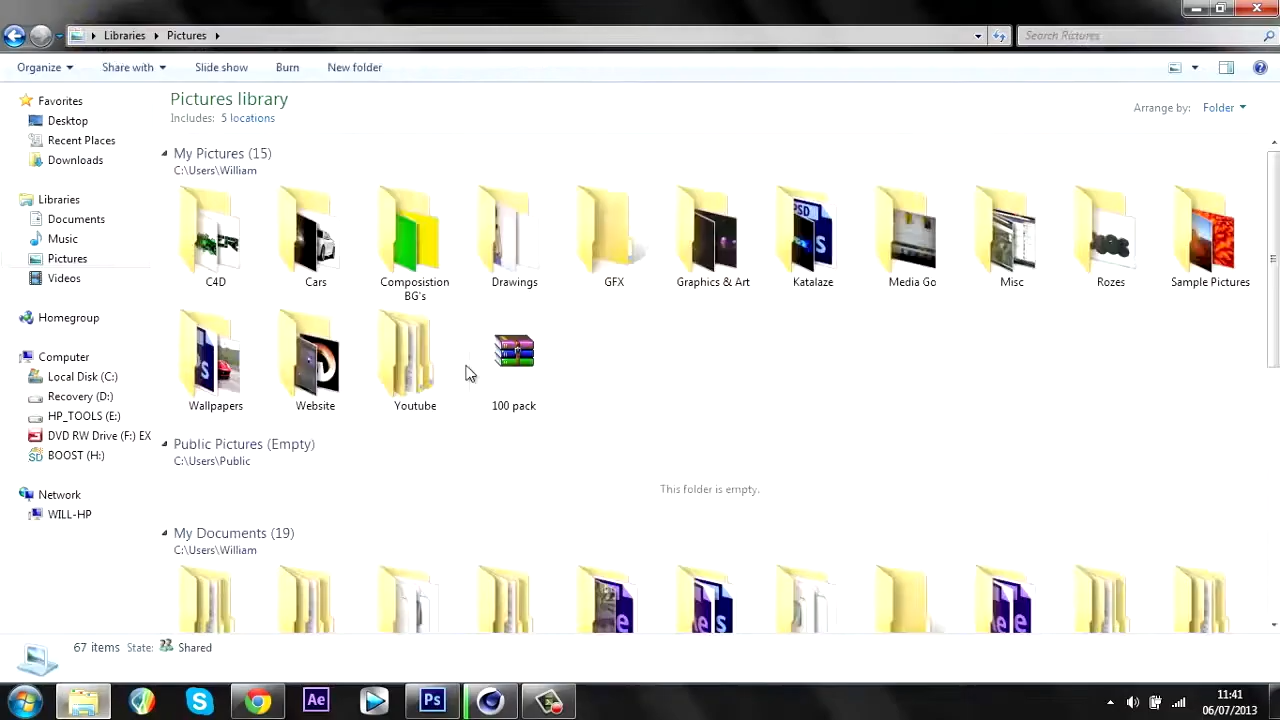 Libraries Pictures
Search Pictures
Organize Share with Slide show Burn New folder
Pictures library
Includes: 5 locations
Arrange by: Folder
Favorites
Desktop
Recent Places
Downloads
Libraries
Documents
Music
Pictures
Videos
Homegroup
Computer
Local Disk (C:)
Recovery (D:)
HP_TOOLS (E:)
DVD RW Drive (F:) EX
BOOST (H:)
Network
WILL-HP
My Pictures (15)
C:\Users\William
C4D Cars Composistion BG's Drawings GFX Graphics & Art Katalaze Media Go Misc Rozes Sample Pictures
Wallpapers Website Youtube 100 pack
Public Pictures (Empty)
C:\Users\Public
This folder is empty.
My Documents (19)
C:\Users\William
67 items State: Shared
Ae Ps
11:41
06/07/2013